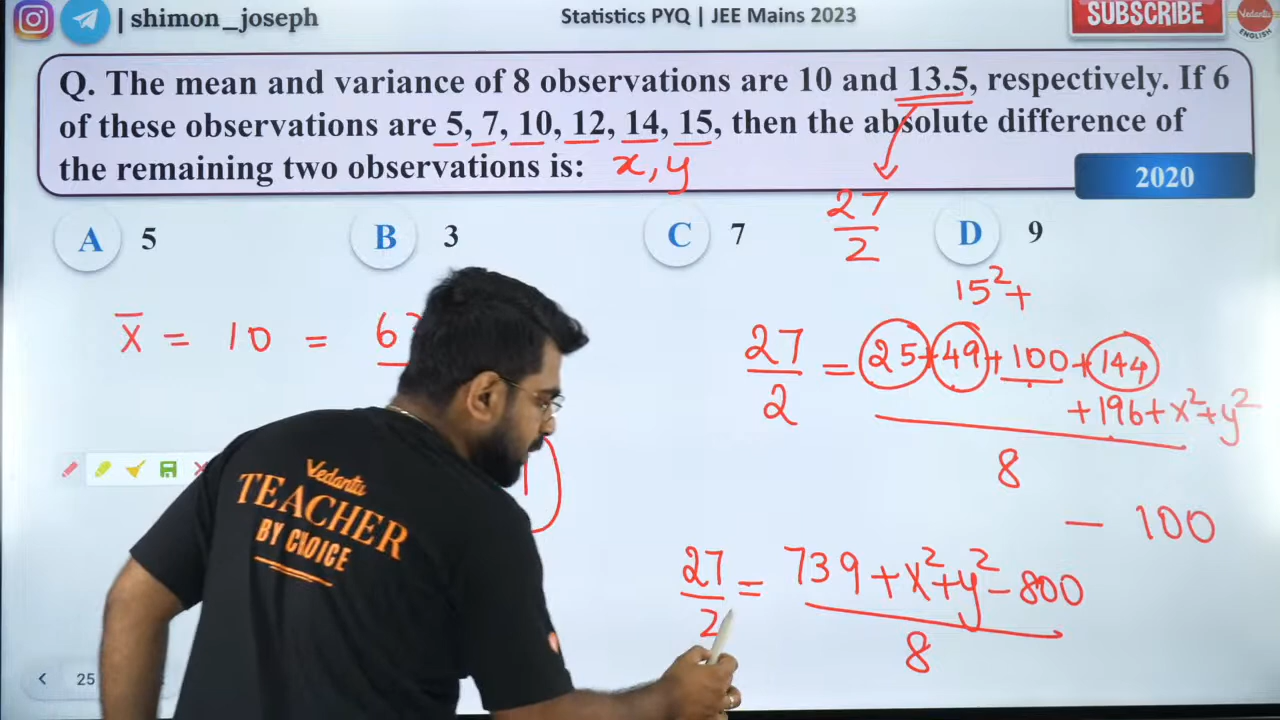 shimon_joseph
Statistics PYQ | JEE Mains 2023
SUBSCRIBE
Vedantu
ENGLISH
Q. The mean and variance of 8 observations are 10 and 13.5, respectively. If 6
of these observations are 5, 7, 10, 12, 14, 15, then the absolute difference of
the remaining two observations is: x, y
2020
27/2
A 5
B 3
C 7
D 9
15² +
x̄ = 10 =
27/2 = 25 + 49 + 100 + 144
+ 196 + x² + y²
8
− 100
Vedantu
TEACHER
BY CHOICE
27/2 = 739 + x² + y² − 800
8
25